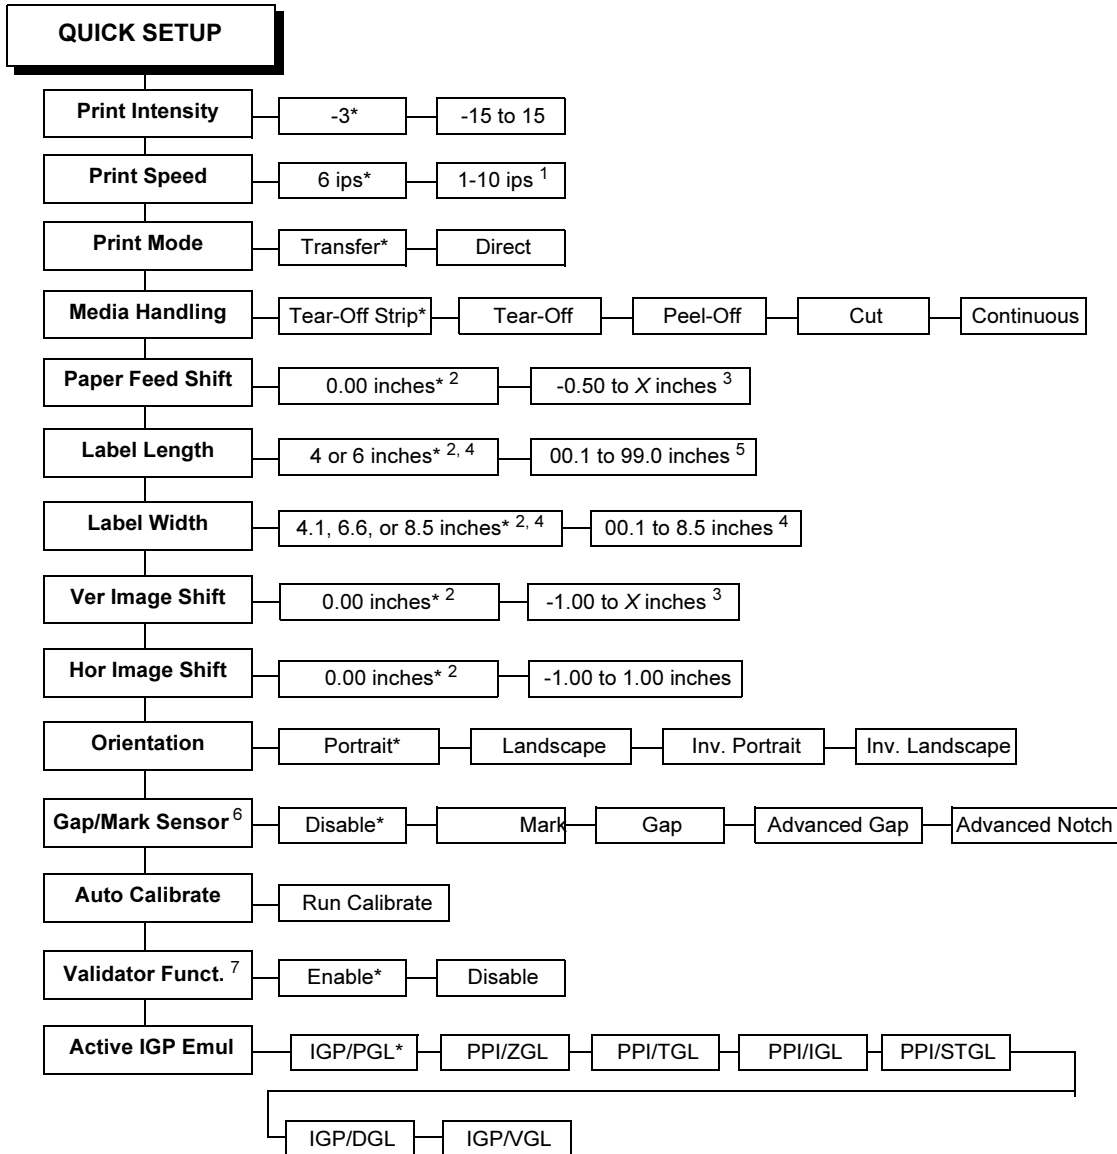 QUICK SETUP
Print Intensity -3* -15 to 15
Print Speed 6 ips* 1-10 ips 1
Print Mode Transfer* Direct
Media Handling Tear-Off Strip* Tear-Off Peel-Off Cut Continuous
Paper Feed Shift 0.00 inches* 2 -0.50 to X inches 3
Label Length 4 or 6 inches* 2, 4 00.1 to 99.0 inches 5
Label Width 4.1, 6.6, or 8.5 inches* 2, 4 00.1 to 8.5 inches 4
Ver Image Shift 0.00 inches* 2 -1.00 to X inches 3
Hor Image Shift 0.00 inches* 2 -1.00 to 1.00 inches
Orientation Portrait* Landscape Inv. Portrait Inv. Landscape
Gap/Mark Sensor 6 Disable* Mark Gap Advanced Gap Advanced Notch
Auto Calibrate Run Calibrate
Validator Funct. 7 Enable* Disable
Active IGP Emul IGP/PGL* PPI/ZGL PPI/TGL PPI/IGL PPI/STGL
IGP/DGL IGP/VGL